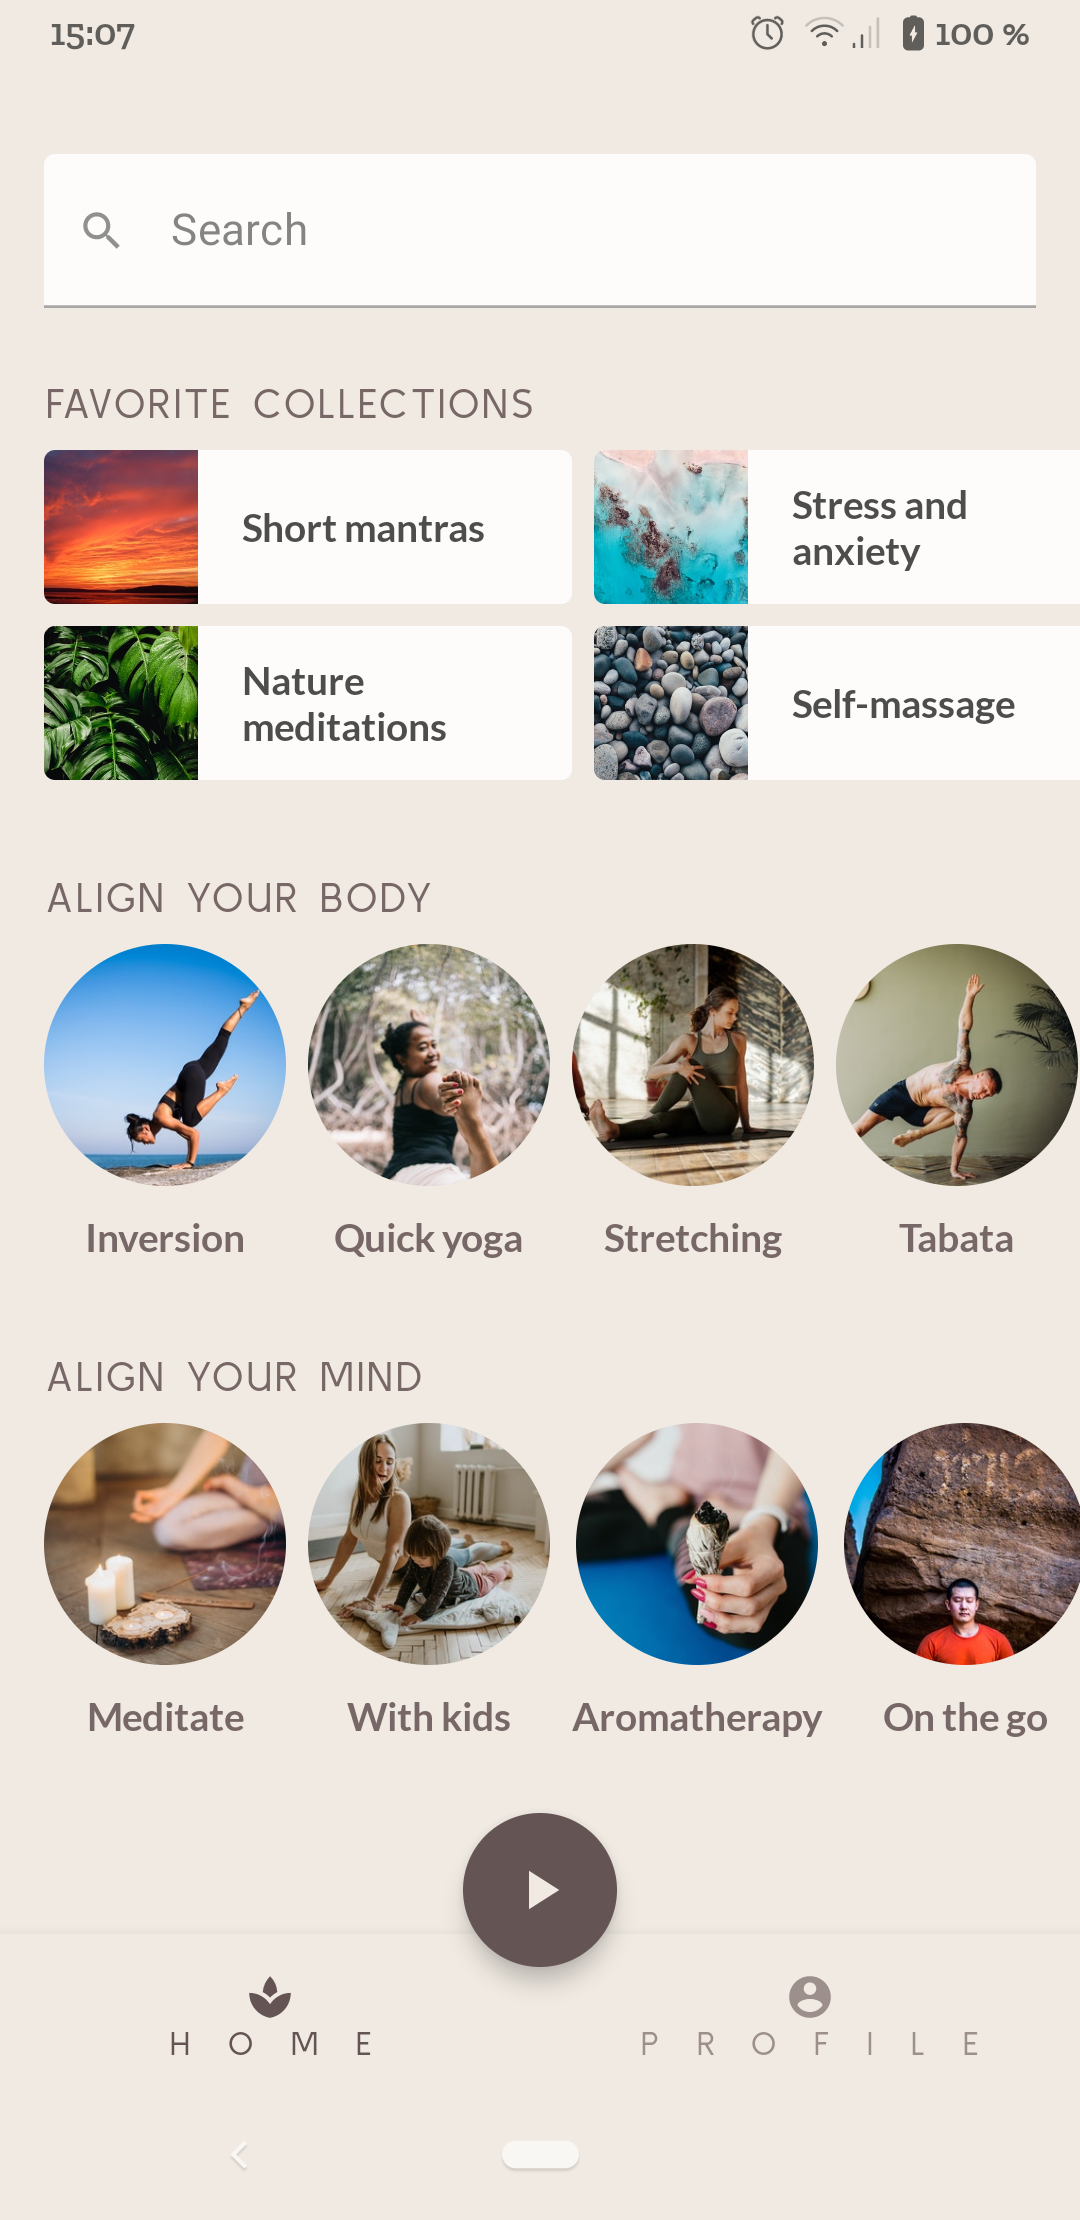 15:07
100 %
Search
FAVORITE COLLECTIONS
Short mantras
Stress and
anxiety
Nature
meditations
Self-massage
ALIGN YOUR BODY
Inversion
Quick yoga
Stretching
Tabata
ALIGN YOUR MIND
Meditate
With kids
Aromatherapy
On the go
HOME
PROFILE